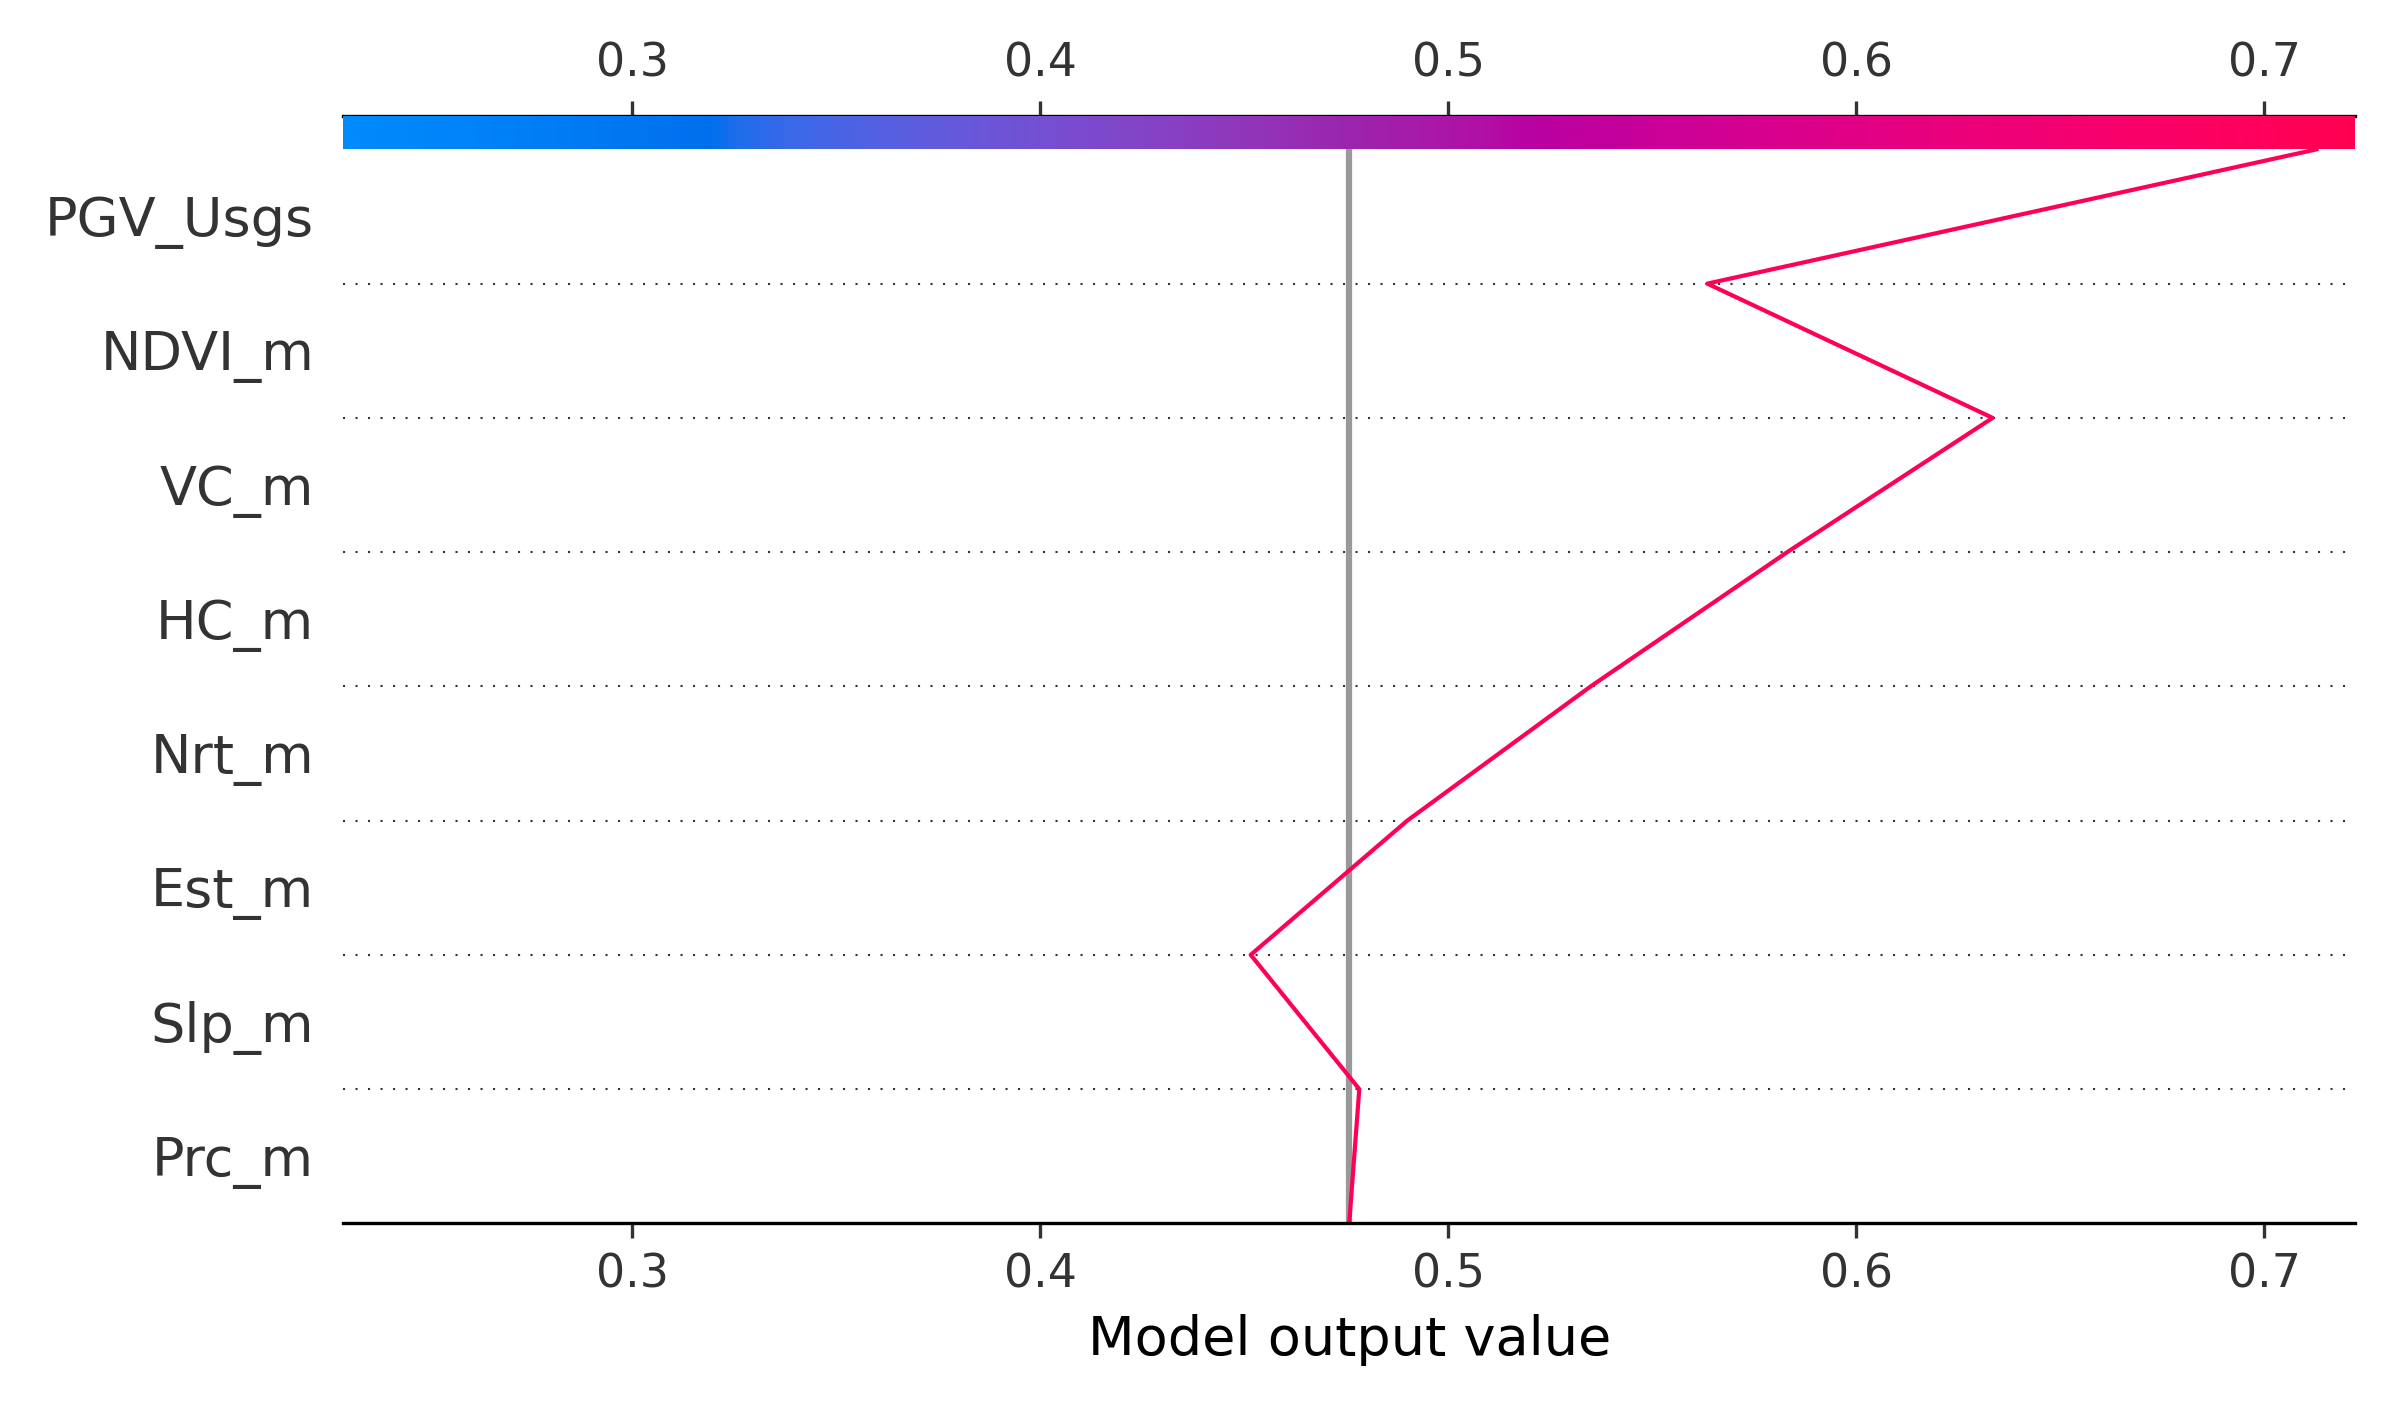 0.3 0.4 0.5 0.6 0.7
PGV_Usgs
NDVI_m
VC_m
HC_m
Nrt_m
Est_m
Slp_m
Prc_m
0.3 0.4 0.5 0.6 0.7
Model output value